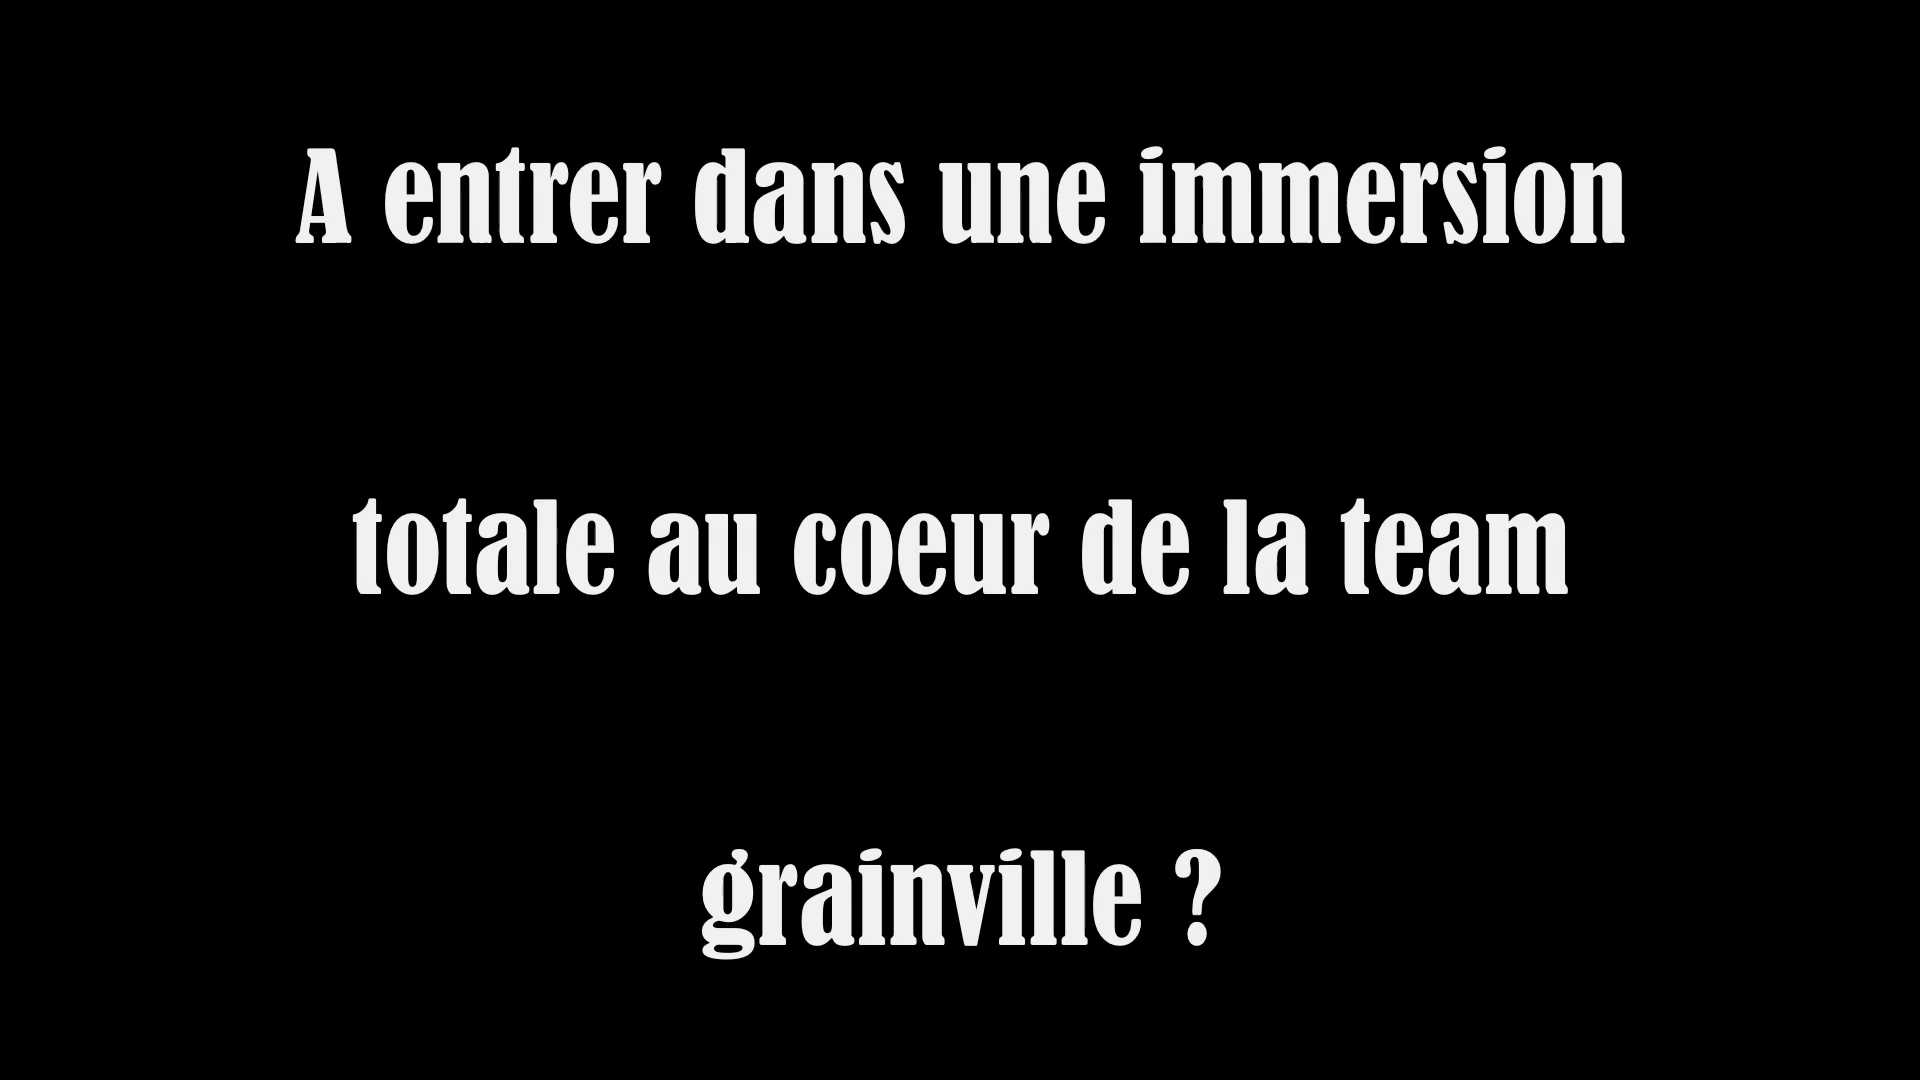 A entrer dans une immersion
totale au coeur de la team
grainville ?